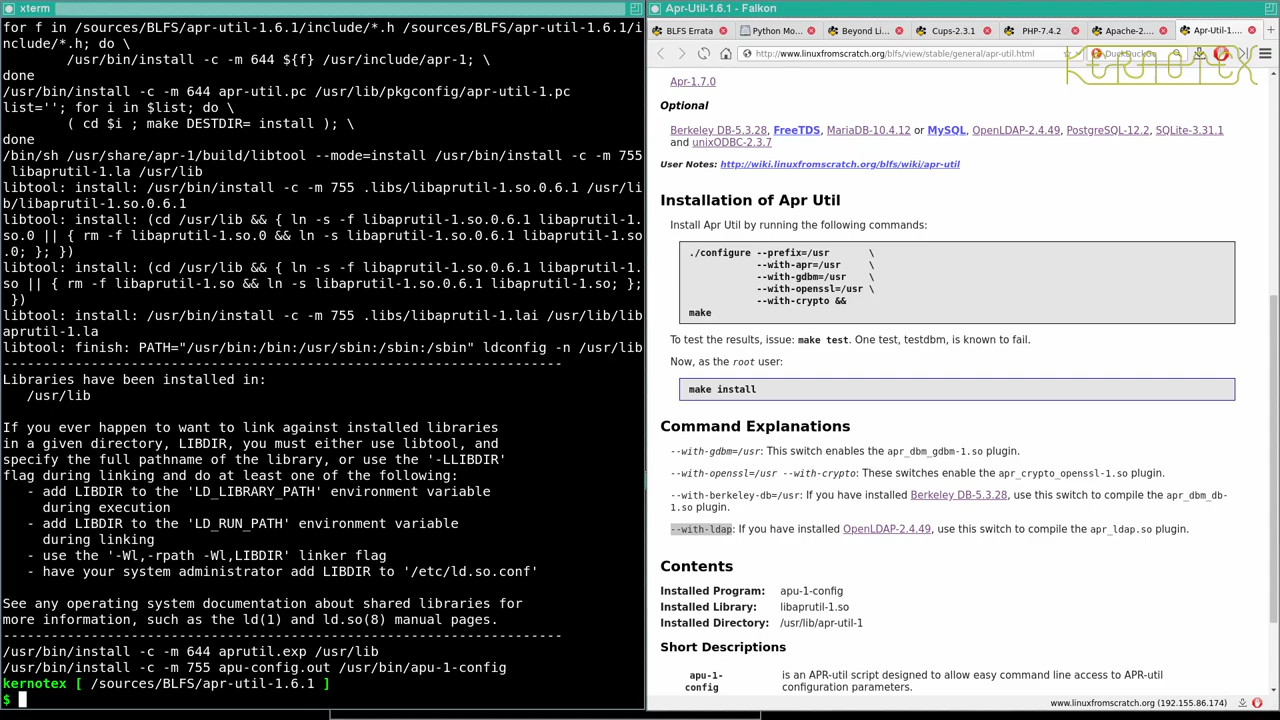 xterm
for f in /sources/BLFS/apr-util-1.6.1/include/*.h /sources/BLFS/apr-util-1.6.1/i
nclude/*.h; do \
        /usr/bin/install -c -m 644 ${f} /usr/include/apr-1; \
done
/usr/bin/install -c -m 644 apr-util.pc /usr/lib/pkgconfig/apr-util-1.pc
list=''; for i in $list; do \
        ( cd $i ; make DESTDIR= install ); \
done
/bin/sh /usr/share/apr-1/build/libtool --mode=install /usr/bin/install -c -m 755
 libaprutil-1.la /usr/lib
libtool: install: /usr/bin/install -c -m 755 .libs/libaprutil-1.so.0.6.1 /usr/li
b/libaprutil-1.so.0.6.1
libtool: install: (cd /usr/lib && { ln -s -f libaprutil-1.so.0.6.1 libaprutil-1.
so.0 || { rm -f libaprutil-1.so.0 && ln -s libaprutil-1.so.0.6.1 libaprutil-1.so
.0; }; })
libtool: install: (cd /usr/lib && { ln -s -f libaprutil-1.so.0.6.1 libaprutil-1.
so || { rm -f libaprutil-1.so && ln -s libaprutil-1.so.0.6.1 libaprutil-1.so; };
 })
libtool: install: /usr/bin/install -c -m 755 .libs/libaprutil-1.lai /usr/lib/lib
aprutil-1.la
libtool: finish: PATH="/usr/bin:/bin:/usr/sbin:/sbin:/sbin" ldconfig -n /usr/lib
----------------------------------------------------------------------
Libraries have been installed in:
   /usr/lib
If you ever happen to want to link against installed libraries
in a given directory, LIBDIR, you must either use libtool, and
specify the full pathname of the library, or use the '-LLIBDIR'
flag during linking and do at least one of the following:
   - add LIBDIR to the 'LD_LIBRARY_PATH' environment variable
     during execution
   - add LIBDIR to the 'LD_RUN_PATH' environment variable
     during linking
   - use the '-Wl,-rpath -Wl,LIBDIR' linker flag
   - have your system administrator add LIBDIR to '/etc/ld.so.conf'
See any operating system documentation about shared libraries for
more information, such as the ld(1) and ld.so(8) manual pages.
----------------------------------------------------------------------
/usr/bin/install -c -m 644 aprutil.exp /usr/lib
/usr/bin/install -c -m 755 apu-config.out /usr/bin/apu-1-config
kernotex [ /sources/BLFS/apr-util-1.6.1 ]
$
Apr-Util-1.6.1 - Falkon
BLFS Errata
Python Mo...
Beyond Li...
Cups-2.3.1
PHP-7.4.2
Apache-2....
Apr-Util-1....
http://www.linuxfromscratch.org/blfs/view/stable/general/apr-util.html
DuckDuckGo
KERNOTEX
Apr-1.7.0
Optional
Berkeley DB-5.3.28, FreeTDS, MariaDB-10.4.12 or MySQL, OpenLDAP-2.4.49, PostgreSQL-12.2, SQLite-3.31.1
and unixODBC-2.3.7
User Notes: http://wiki.linuxfromscratch.org/blfs/wiki/apr-util
Installation of Apr Util
Install Apr Util by running the following commands:
./configure --prefix=/usr       \
            --with-apr=/usr     \
            --with-gdbm=/usr    \
            --with-openssl=/usr \
            --with-crypto &&
make
To test the results, issue: make test. One test, testdbm, is known to fail.
Now, as the root user:
make install
Command Explanations
--with-gdbm=/usr: This switch enables the apr_dbm_gdbm-1.so plugin.
--with-openssl=/usr --with-crypto: These switches enable the apr_crypto_openssl-1.so plugin.
--with-berkeley-db=/usr: If you have installed Berkeley DB-5.3.28, use this switch to compile the apr_dbm_db-
1.so plugin.
--with-ldap: If you have installed OpenLDAP-2.4.49, use this switch to compile the apr_ldap.so plugin.
Contents
Installed Program: apu-1-config
Installed Library: libaprutil-1.so
Installed Directory: /usr/lib/apr-util-1
Short Descriptions
apu-1- is an APR-util script designed to allow easy command line access to APR-util
config configuration parameters.
www.linuxfromscratch.org (192.155.86.174)